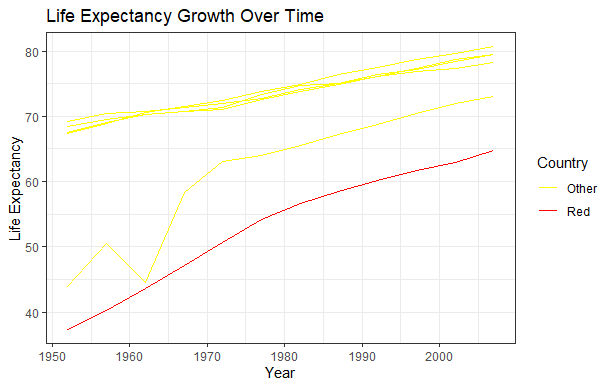 Life Expectancy Growth Over Time
Life Expectancy
80
70
60
50
40
1950
1960
1970
1980
1990
2000
Year
Country
Other
Red